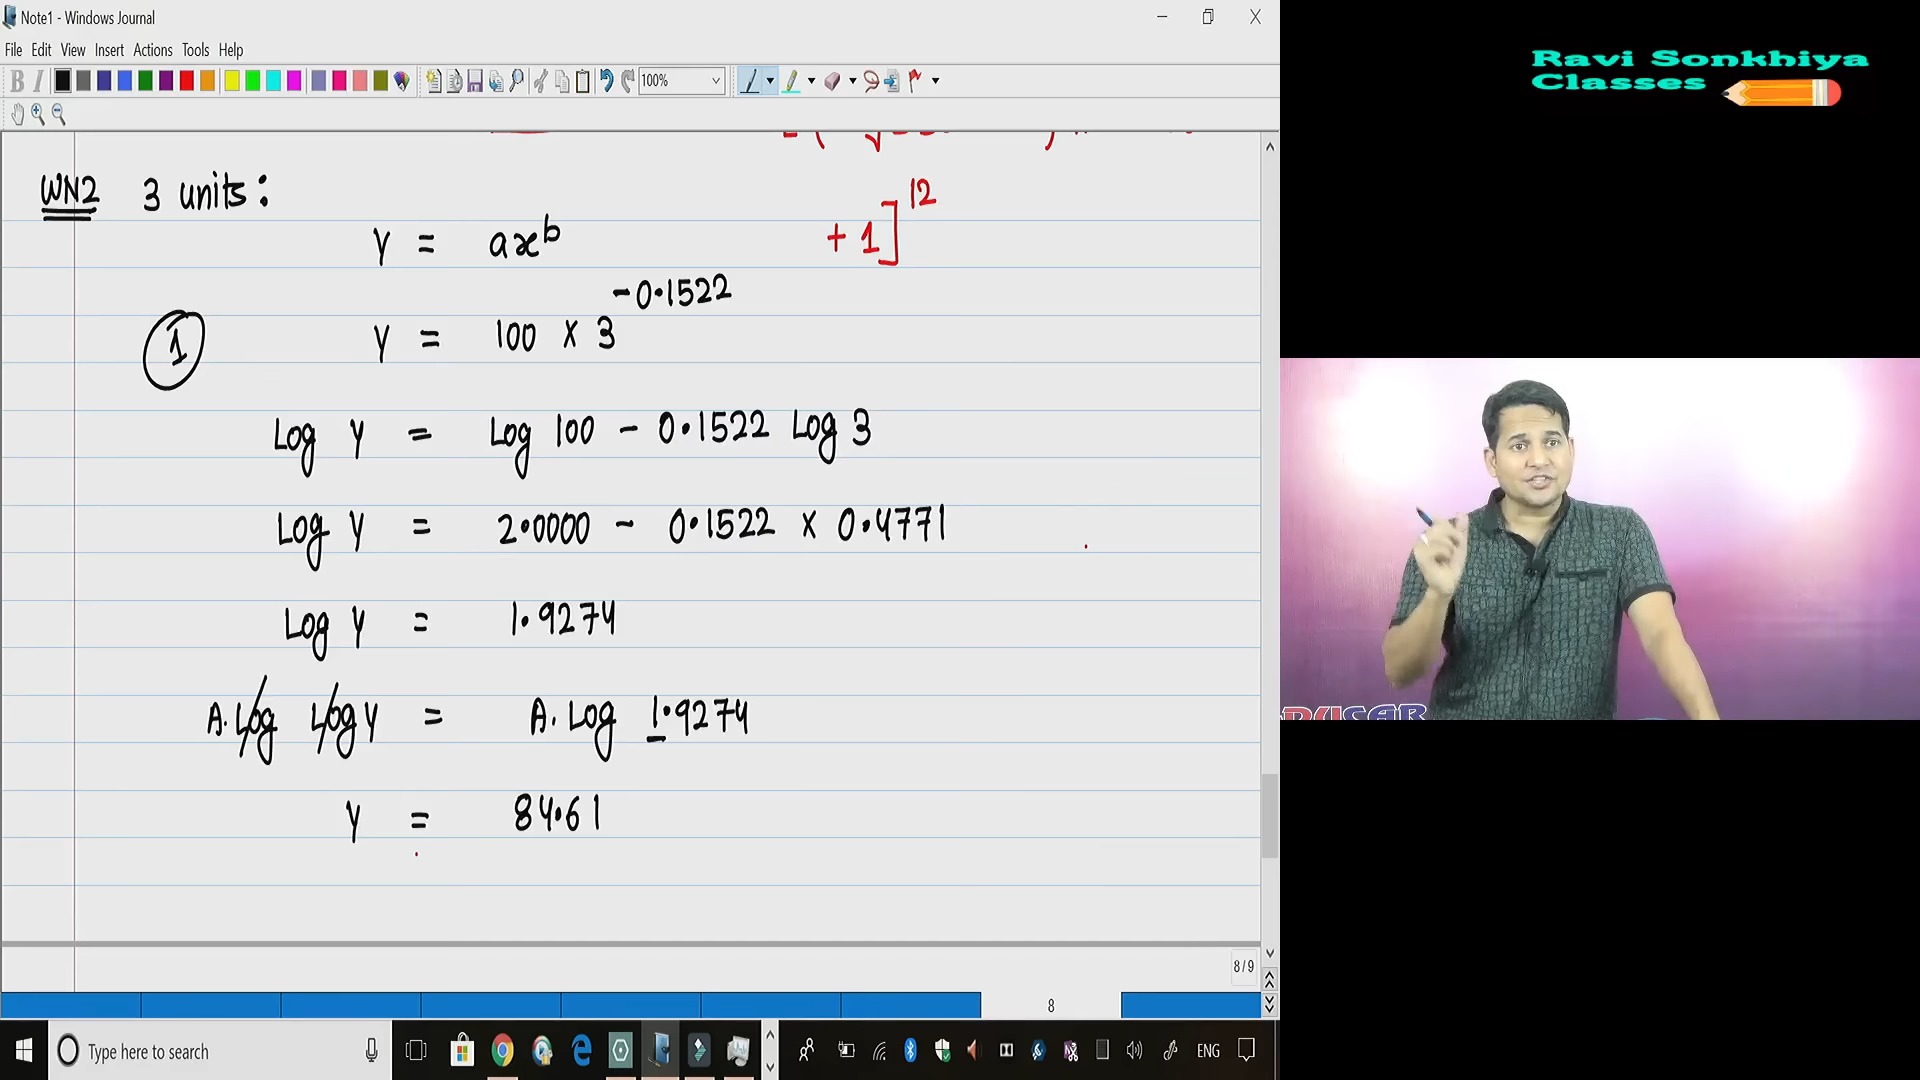 Note1 - Windows Journal
File Edit View Insert Actions Tools Help
B I 100%
WN2 3 units:
Y = ax^b
+ 1]^12
① Y = 100 × 3^-0.1522
Log Y = Log 100 - 0.1522 Log 3
Log Y = 2.0000 - 0.1522 × 0.4771
Log Y = 1.9274
A. Log Log Y = A. Log 1.9274
Y = 84.61
8/9
8
Type here to search
ENG
Ravi Sonkhiya
Classes